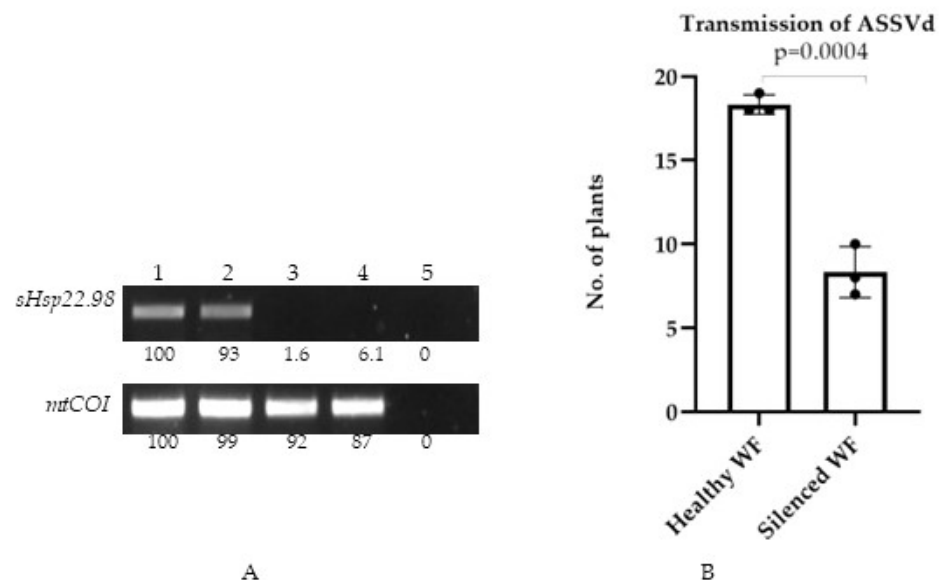 1 2 3 4 5
sHsp22.98
100 93 1.6 6.1 0
mtCOI
100 99 92 87 0
A
Transmission of ASSVd
p=0.0004
No. of plants
20
15
10
5
0
Healthy WF
Silenced WF
B